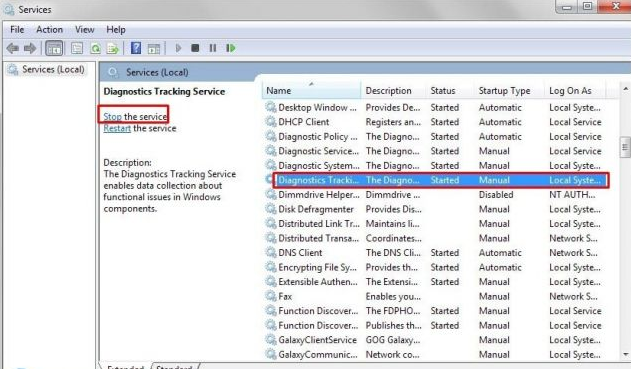 Services
File Action View Help
Services (Local)
Services (Local)
Diagnostics Tracking Service
Stop the service
Restart the service
Description:
The Diagnostics Tracking Service
enables data collection about
functional issues in Windows
components.
Name Description Status Startup Type Log On As
Desktop Window ... Provides De... Started Automatic Local Syste...
DHCP Client Registers an... Started Automatic Local Service
Diagnostic Policy ... The Diagno... Started Automatic Local Service
Diagnostic Service... The Diagno... Started Manual Local Service
Diagnostic System... The Diagno... Started Manual Local Syste...
Diagnostics Tracki... The Diagno... Started Manual Local Syste...
Dimmdrive Helper... Dimmdrive ... Disabled NT AUTH...
Disk Defragmenter Provides Dis... Manual Local Syste...
Distributed Link Tr... Maintains li... Manual Local Syste...
Distributed Transa... Coordinates... Manual Network S...
DNS Client The DNS Cli... Started Automatic Network S...
Encrypting File Sy... Provides th... Started Automatic Local Syste...
Extensible Authen... The Extensi... Started Manual Local Syste...
Fax Enables you... Manual Network S...
Function Discover... The FDPHO... Started Manual Local Service
Function Discover... Publishes th... Started Manual Local Service
GalaxyClientService GOG Galaxy... Manual Local Syste...
GalaxyCommunic... Network co... Manual Local Syste...
Extended Standard